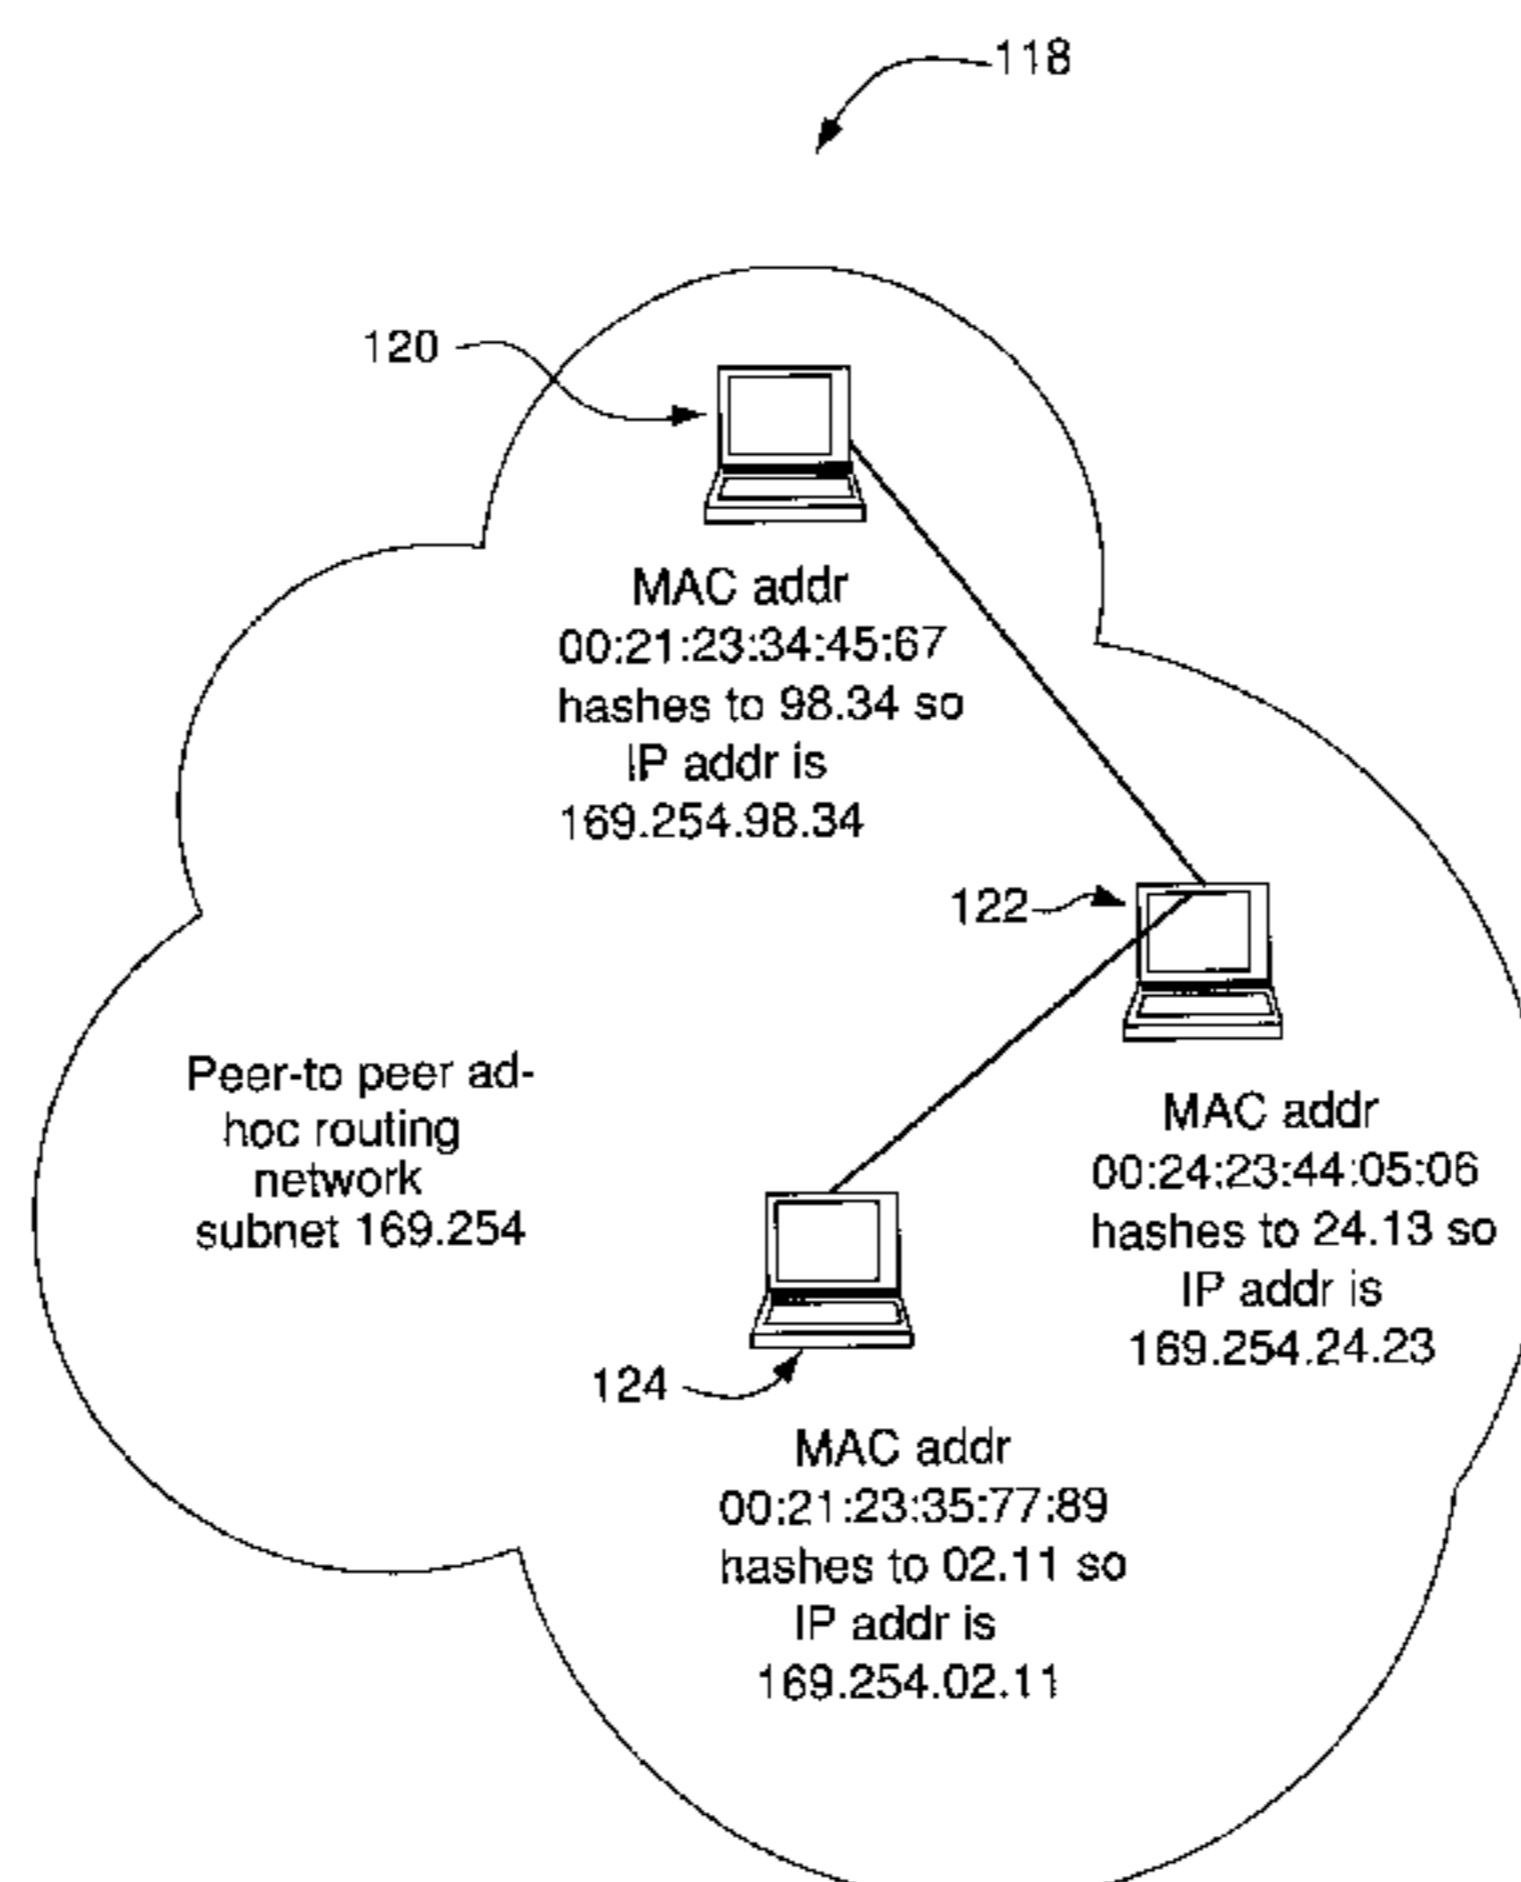 118
120
MAC addr
00:21:23:34:45:67
hashes to 98.34 so
IP addr is
169.254.98.34
122
Peer-to peer ad-
hoc routing
network
subnet 169.254
MAC addr
00:24:23:44:05:06
hashes to 24.13 so
IP addr is
169.254.24.23
124
MAC addr
00:21:23:35:77:89
hashes to 02.11 so
IP addr is
169.254.02.11